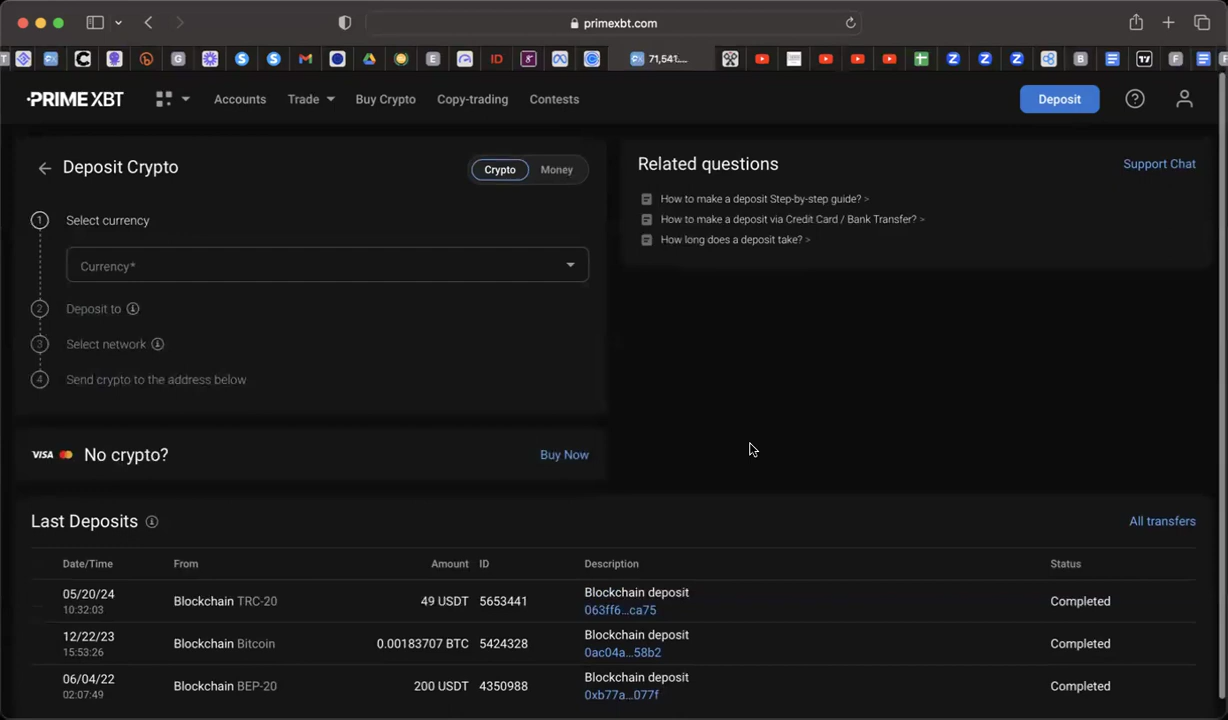 primexbt.com
71,541....
PRIME XBT
Accounts
Trade
Buy Crypto
Copy-trading
Contests
Deposit
Deposit Crypto
Crypto
Money
1 Select currency
Currency*
2 Deposit to
3 Select network
4 Send crypto to the address below
Related questions
Support Chat
How to make a deposit Step-by-step guide? >
How to make a deposit via Credit Card / Bank Transfer? >
How long does a deposit take? >
VISA No crypto?
Buy Now
Last Deposits
All transfers
Date/Time From Amount ID Description Status
05/20/24
10:32:03
Blockchain TRC-20
49 USDT
5653441
Blockchain deposit
063ff6...ca75
Completed
12/22/23
15:53:26
Blockchain Bitcoin
0.00183707 BTC
5424328
Blockchain deposit
0ac04a...58b2
Completed
06/04/22
02:07:49
Blockchain BEP-20
200 USDT
4350988
Blockchain deposit
0xb77a...077f
Completed